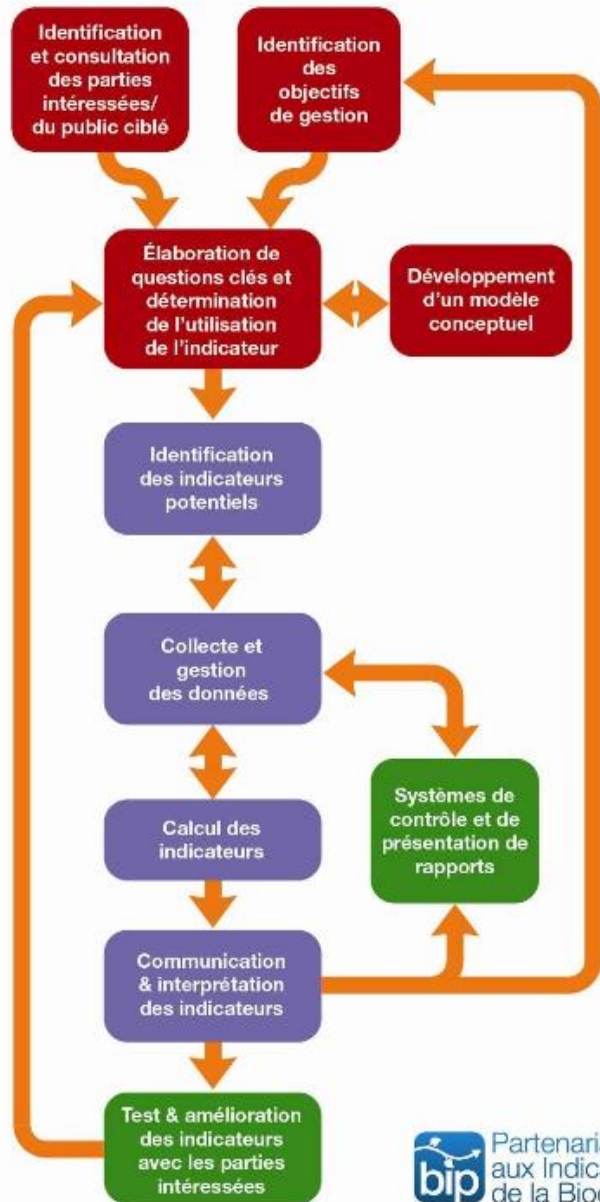 Identification
et consultation
des parties
intéressées/
du public ciblé
Identification
des
objectifs
de gestion
Élaboration de
questions clés et
détermination
de l'utilisation
de l'indicateur
Développement
d'un modèle
conceptuel
Identification
des indicateurs
potentiels
Collecte et
gestion
des données
Calcul des
indicateurs
Systèmes de
contrôle et de
présentation de
rapports
Communication
& interprétation
des indicateurs
Test & amélioration
des indicateurs
avec les parties
intéressées
bip
aux
de la